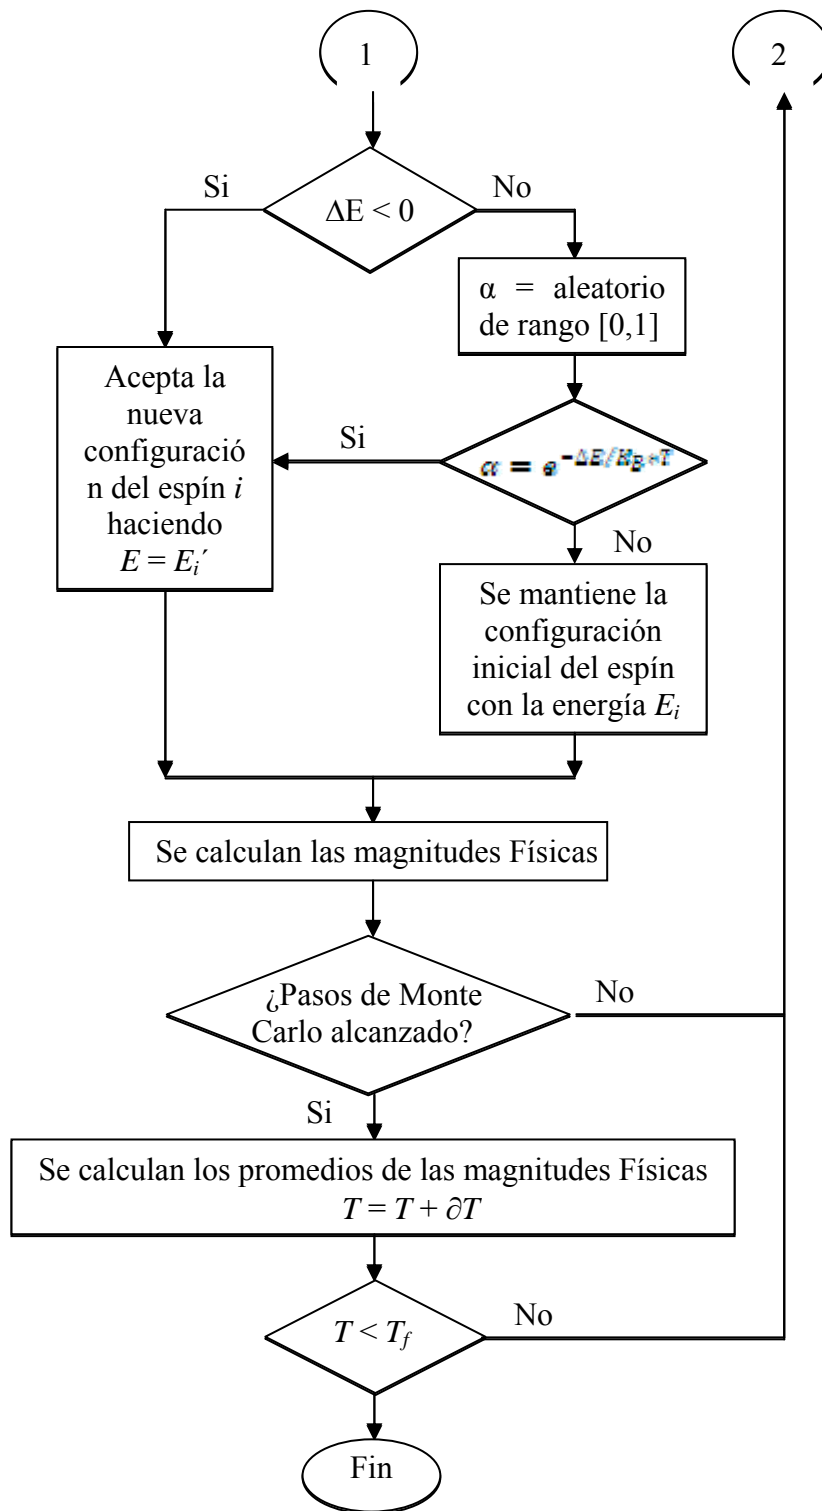 1
2
Si
No
ΔE < 0
α = aleatorio
de rango [0,1]
Acepta la
nueva
configuració
n del espín i
haciendo
E = Ei´
Si
α = e^-ΔE/K_B*T
No
Se mantiene la
configuración
inicial del espín
con la energía Ei
Se calculan las magnitudes Físicas
¿Pasos de Monte
Carlo alcanzado?
No
Si
Se calculan los promedios de las magnitudes Físicas
T = T + ∂T
T < Tf
No
Fin